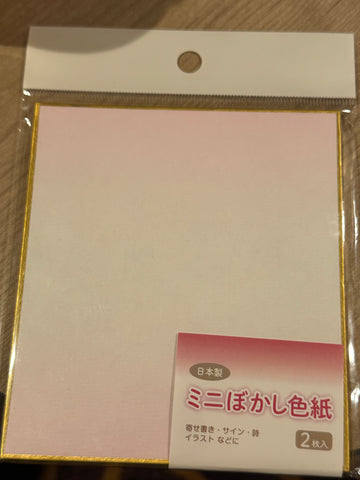 日本製
ミニぼかし色紙
寄せ書き・サイン・詩
イラスト などに
2枚入